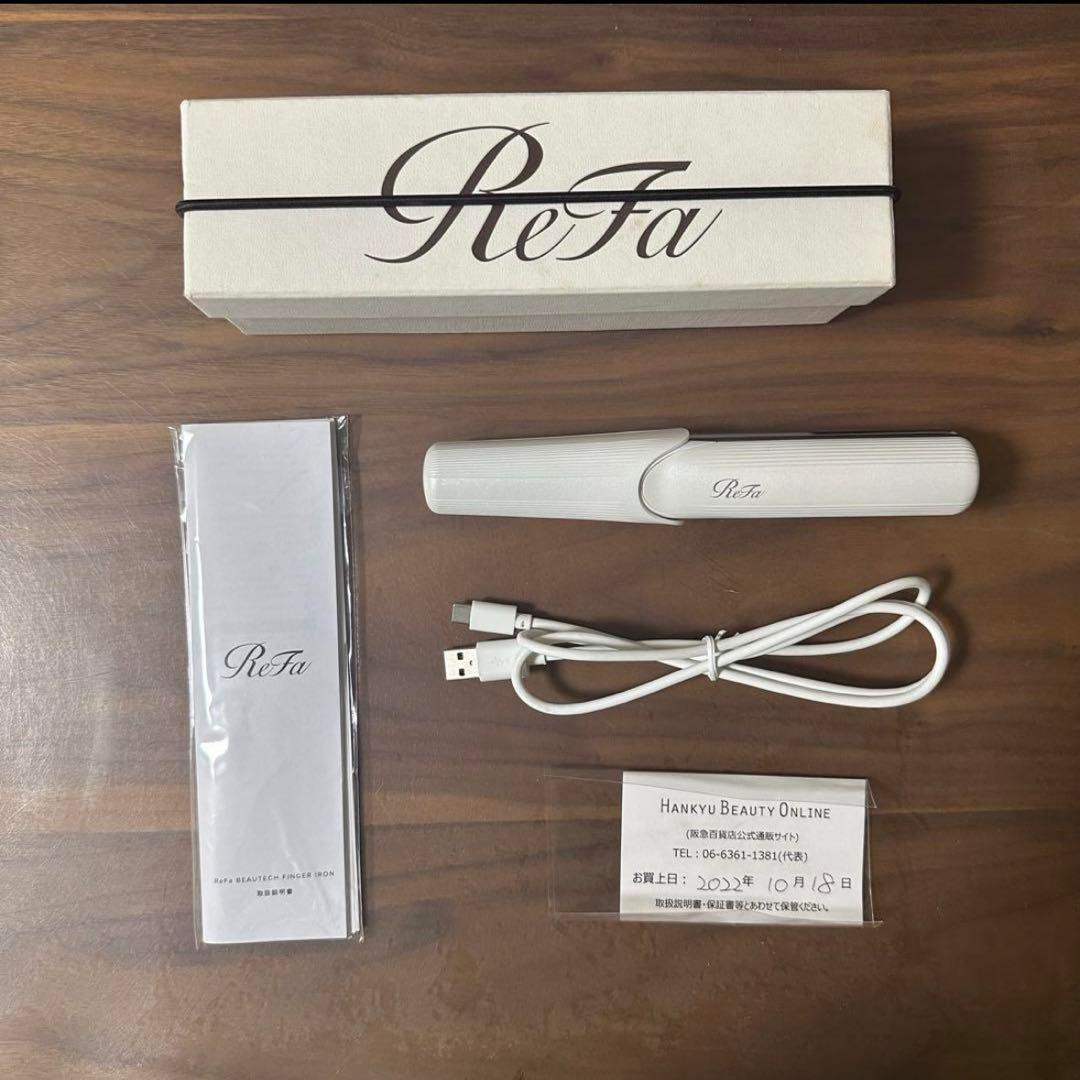 ReFa
ReFa
ReFa
ReFa BEAUTECH FINGER IRON
取扱説明書
HANKYU BEAUTY ONLINE
(阪急百貨店公式通販サイト)
TEL：06-6361-1381(代表)
お買上日： 2022年 10月 18日
取扱説明書・保証書等とあわせて保管ください。